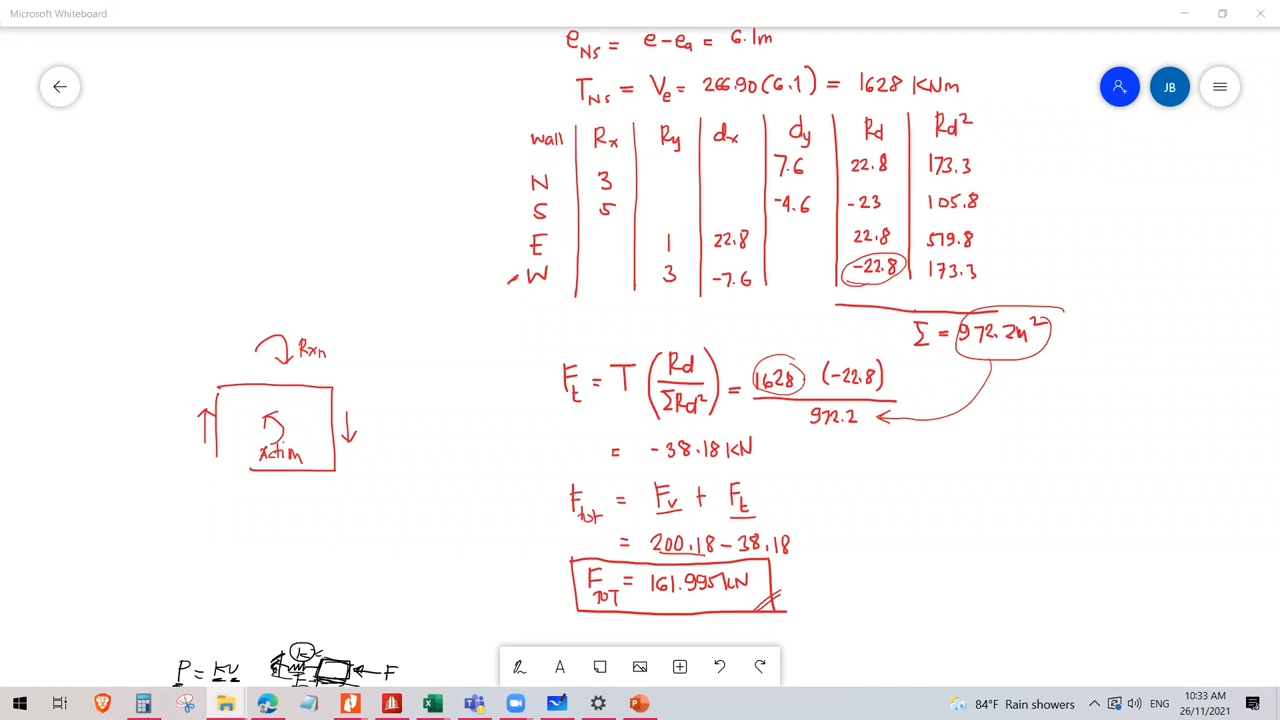 Microsoft Whiteboard
e_NS = e - e_a = 6.1m
T_NS = V_e = 266.90(6.1) = 1628 KNm
JB
wall Rx Ry dx dy Rd Rd²
N 3 7.6 22.8 173.3
S 5 -4.6 -23 105.8
E 1 22.8 22.8 519.8
W 3 -7.6 -22.8 173.3
Σ = 972.2m²
Rxn
Action
F_t = T (Rd / ΣRd²) = 1628 (-22.8) / 972.2
= -38.18 KN
F_TOT = F_v + F_t
= 200.18 - 38.18
F_TOT = 161.995 KN
P = KU
k
F
A
84°F Rain showers
ENG
10:33 AM
26/11/2021